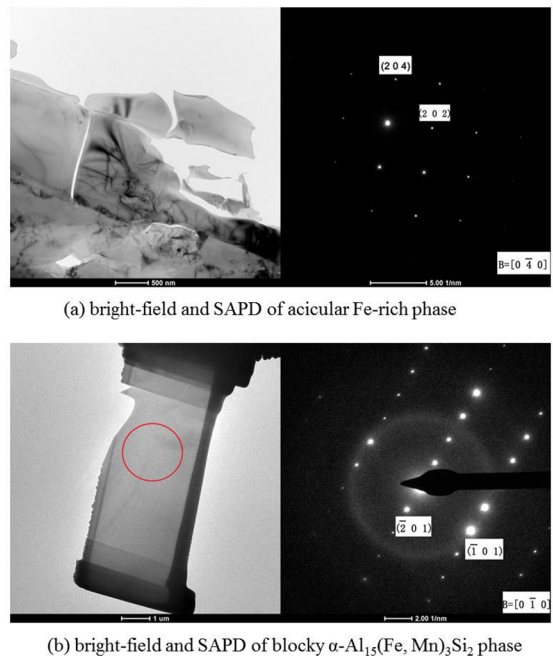 (2 0 4)
(2 0 2)
B=[0 4̅ 0]
500 nm
5.00 1/nm
(a) bright-field and SAPD of acicular Fe-rich phase
(2̅ 0 1)
(1̅ 0 1)
B=[0 1̅ 0]
1 um
2.00 1/nm
(b) bright-field and SAPD of blocky α-Al₁₅(Fe, Mn)₃Si₂ phase